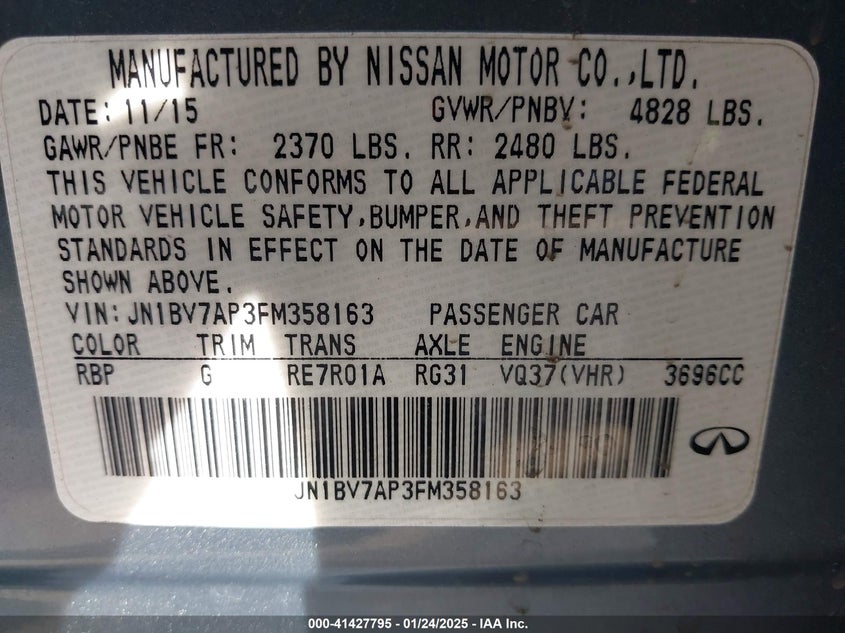 MANUFACTURED BY NISSAN MOTOR CO.,LTD.
DATE: 11/15 GVWR/PNBV: 4828 LBS.
GAWR/PNBE FR: 2370 LBS. RR: 2480 LBS.
THIS VEHICLE CONFORMS TO ALL APPLICABLE FEDERAL
MOTOR VEHICLE SAFETY,BUMPER,AND THEFT PREVENTION
STANDARDS IN EFFECT ON THE DATE OF MANUFACTURE
SHOWN ABOVE.
VIN:JN1BV7AP3FM358163 PASSENGER CAR
COLOR TRIM TRANS AXLE ENGINE
RBP G RE7R01A RG31 VQ37(VHR) 3696CC
JN1BV7AP3FM358163
000-41427795 - 01/24/2025 - IAA Inc.